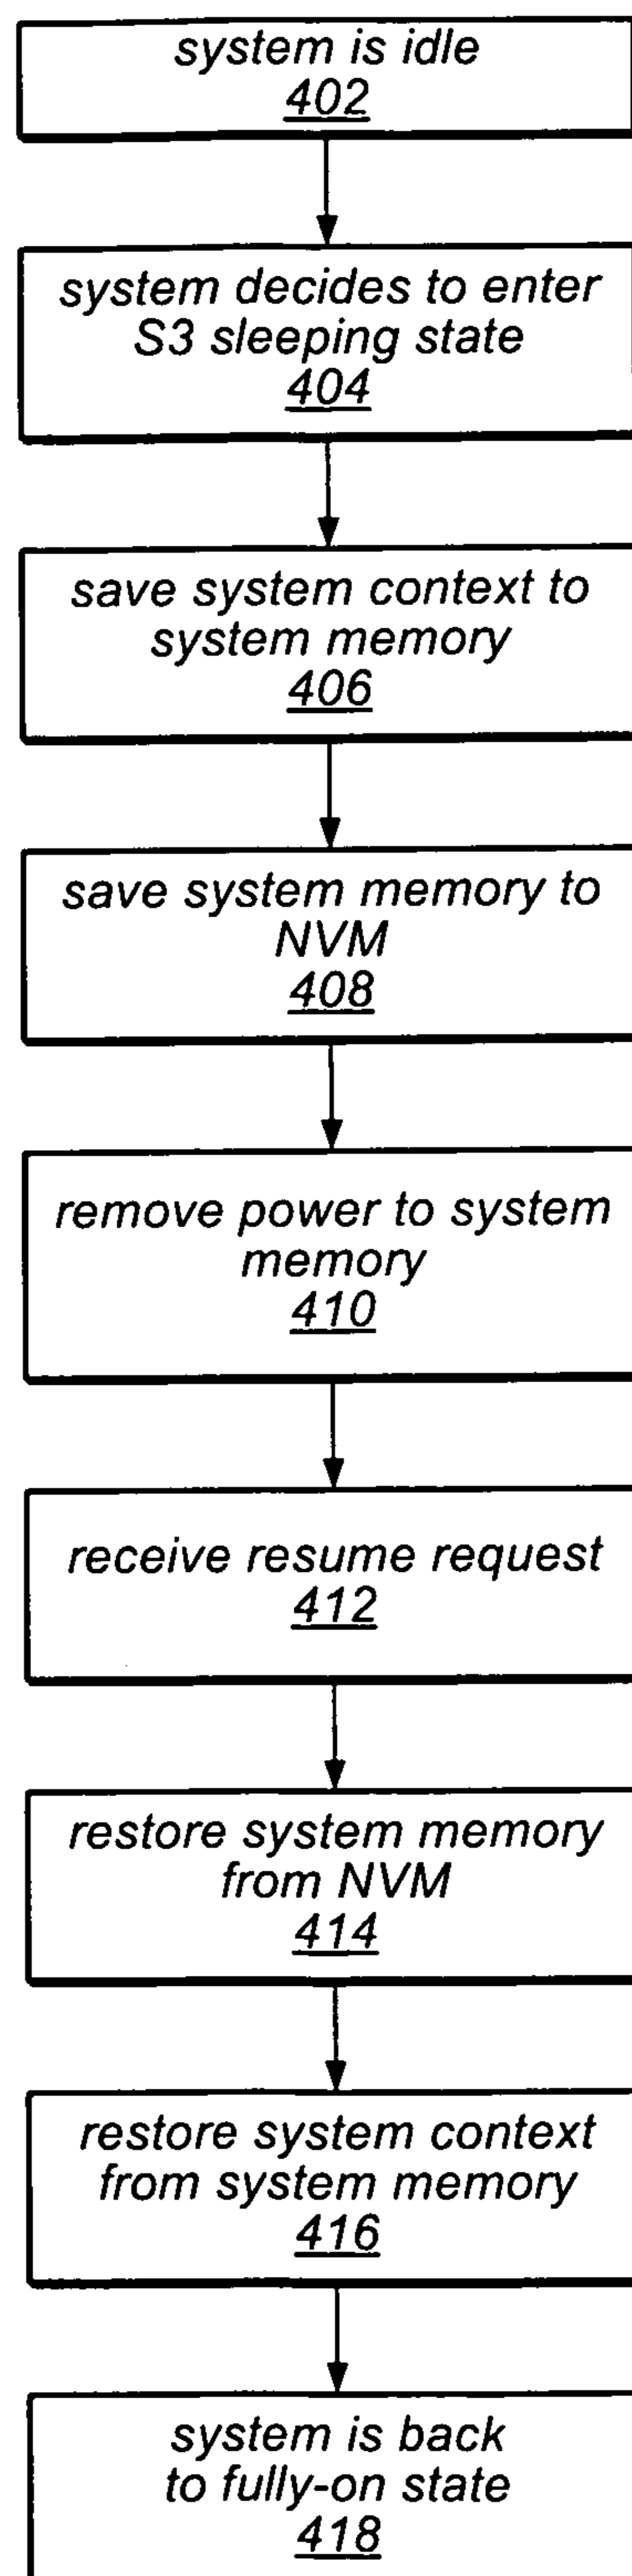 system is idle
402
system decides to enter
S3 sleeping state
404
save system context to
system memory
406
save system memory to
NVM
408
remove power to system
memory
410
receive resume request
412
restore system memory
from NVM
414
restore system context
from system memory
416
system is back
to fully-on state
418